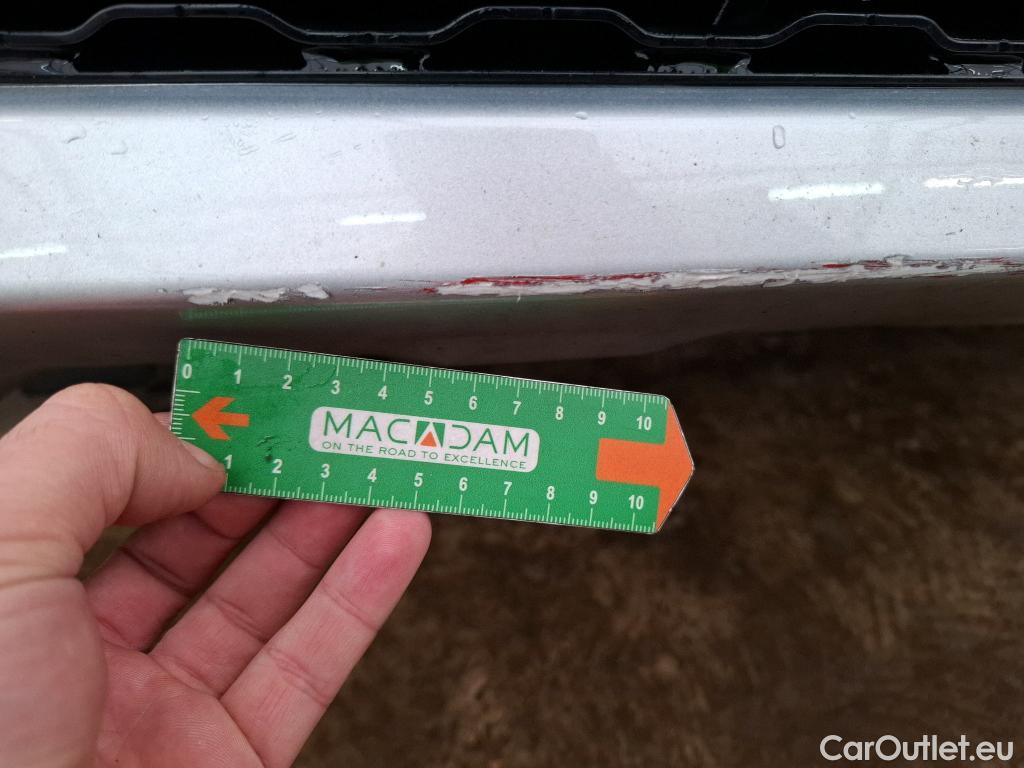 0 1 2 3 4 5 6 7 8 9 10
MACADAM
ON THE ROAD TO EXCELLENCE
1 2 3 4 5 6 7 8 9 10
CarOutlet.eu